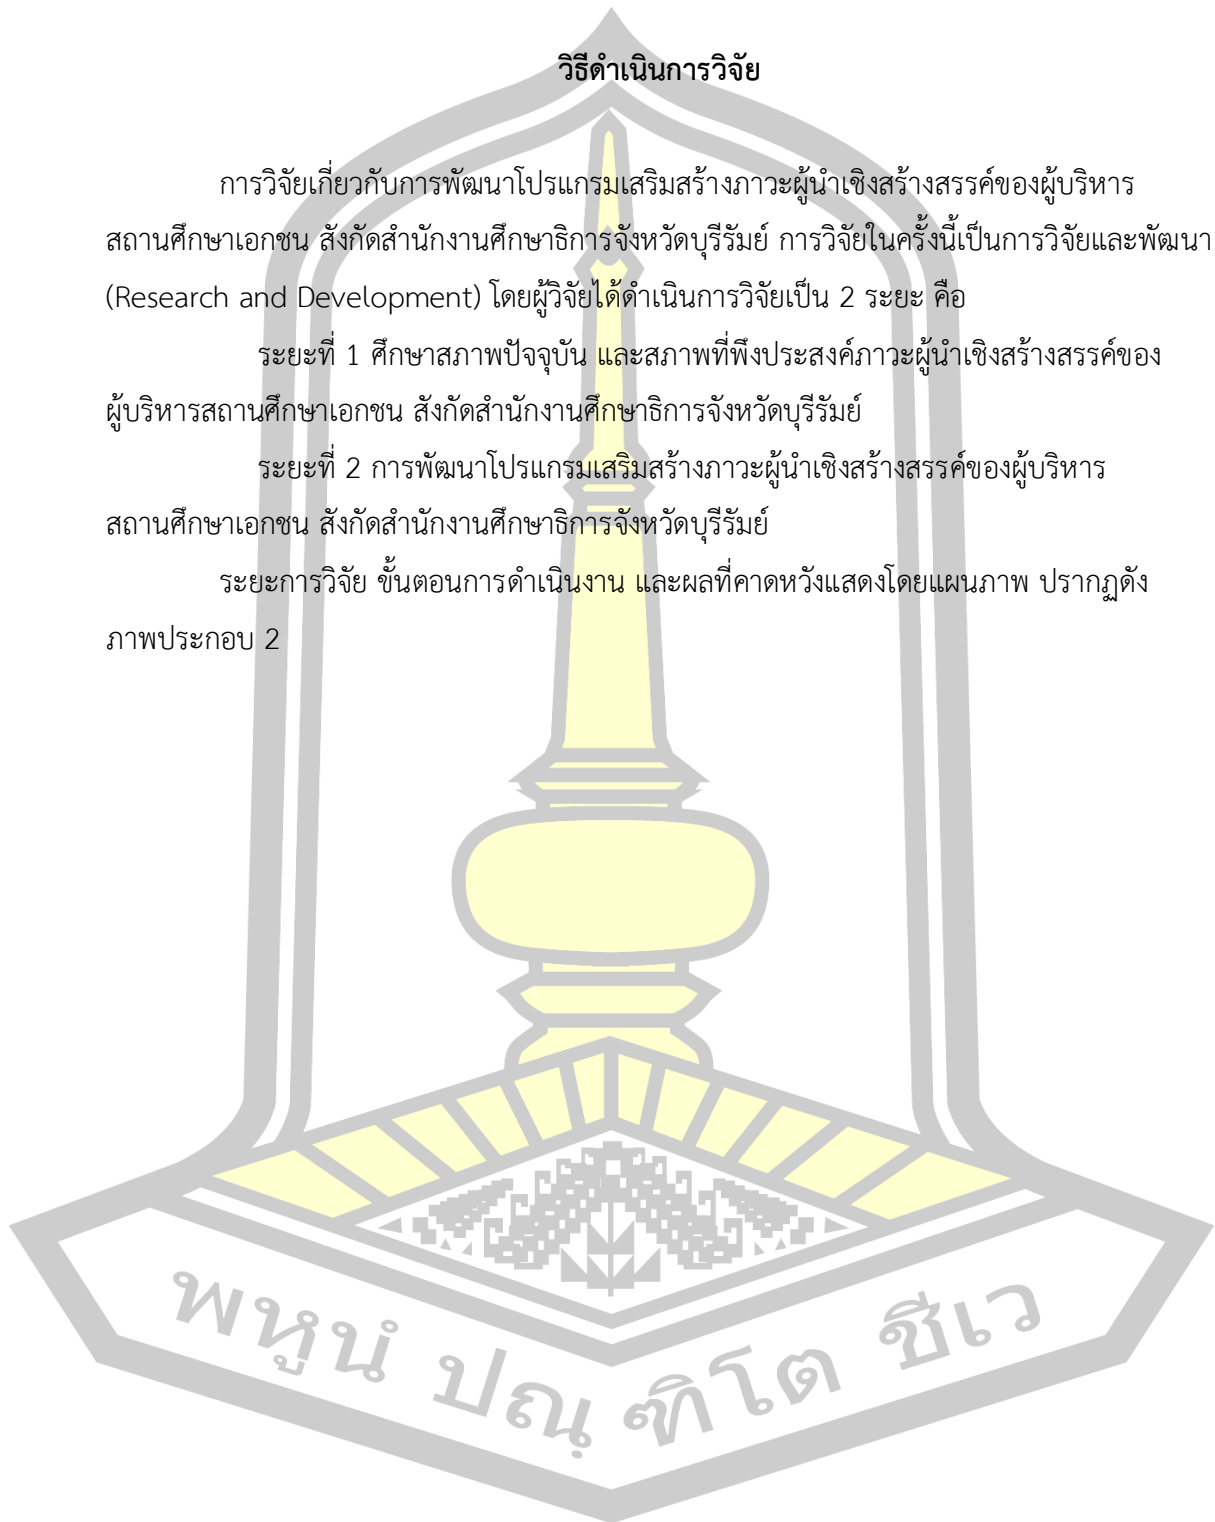 วิธีดำเนินการวิจัย
การวิจัยเกี่ยวกับการพัฒนาโปรแกรมเสริมสร้างภาวะผู้นำเชิงสร้างสรรค์ของผู้บริหาร
สถานศึกษาเอกชน สังกัดสำนักงานศึกษาธิการจังหวัดบุรีรัมย์ การวิจัยในครั้งนี้เป็นการวิจัยและพัฒนา
(Research and Development) โดยผู้วิจัยได้ดำเนินการวิจัยเป็น 2 ระยะ คือ
ระยะที่ 1 ศึกษาสภาพปัจจุบัน และสภาพที่พึงประสงค์ภาวะผู้นำเชิงสร้างสรรค์ของ
ผู้บริหารสถานศึกษาเอกชน สังกัดสำนักงานศึกษาธิการจังหวัดบุรีรัมย์
ระยะที่ 2 การพัฒนาโปรแกรมเสริมสร้างภาวะผู้นำเชิงสร้างสรรค์ของผู้บริหาร
สถานศึกษาเอกชน สังกัดสำนักงานศึกษาธิการจังหวัดบุรีรัมย์
ระยะการวิจัย ขั้นตอนการดำเนินงาน และผลที่คาดหวังแสดงโดยแผนภาพ ปรากฏดัง
ภาพประกอบ 2
พหูนํ ปณฺฑิโต ชีเว